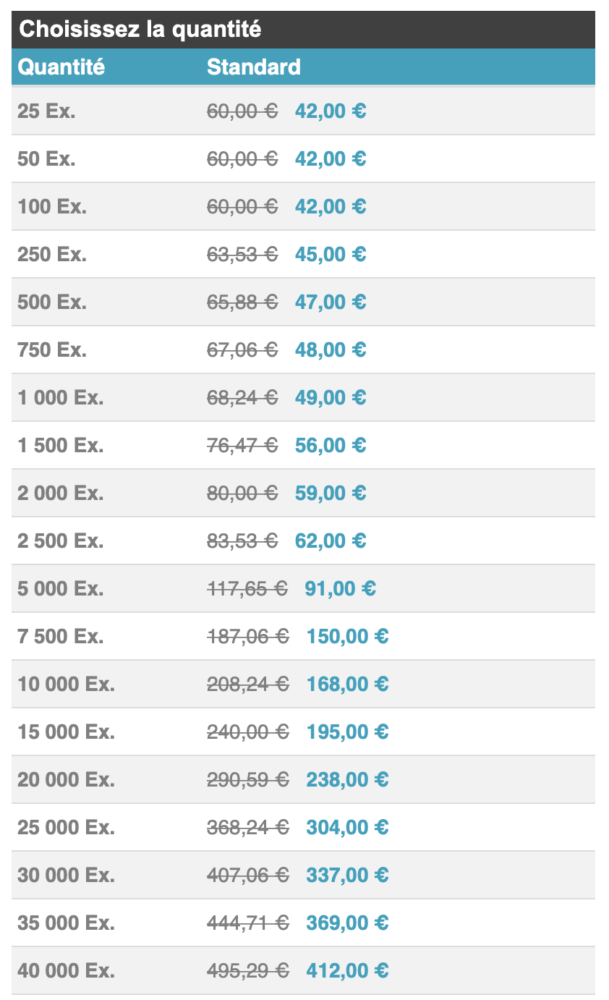 Choisissez la quantité
Quantité Standard
25 Ex. 60,00 € 42,00 €
50 Ex. 60,00 € 42,00 €
100 Ex. 60,00 € 42,00 €
250 Ex. 63,53 € 45,00 €
500 Ex. 65,88 € 47,00 €
750 Ex. 67,06 € 48,00 €
1 000 Ex. 68,24 € 49,00 €
1 500 Ex. 76,47 € 56,00 €
2 000 Ex. 80,00 € 59,00 €
2 500 Ex. 83,53 € 62,00 €
5 000 Ex. 117,65 € 91,00 €
7 500 Ex. 187,06 € 150,00 €
10 000 Ex. 208,24 € 168,00 €
15 000 Ex. 240,00 € 195,00 €
20 000 Ex. 290,59 € 238,00 €
25 000 Ex. 368,24 € 304,00 €
30 000 Ex. 407,06 € 337,00 €
35 000 Ex. 444,71 € 369,00 €
40 000 Ex. 495,29 € 412,00 €